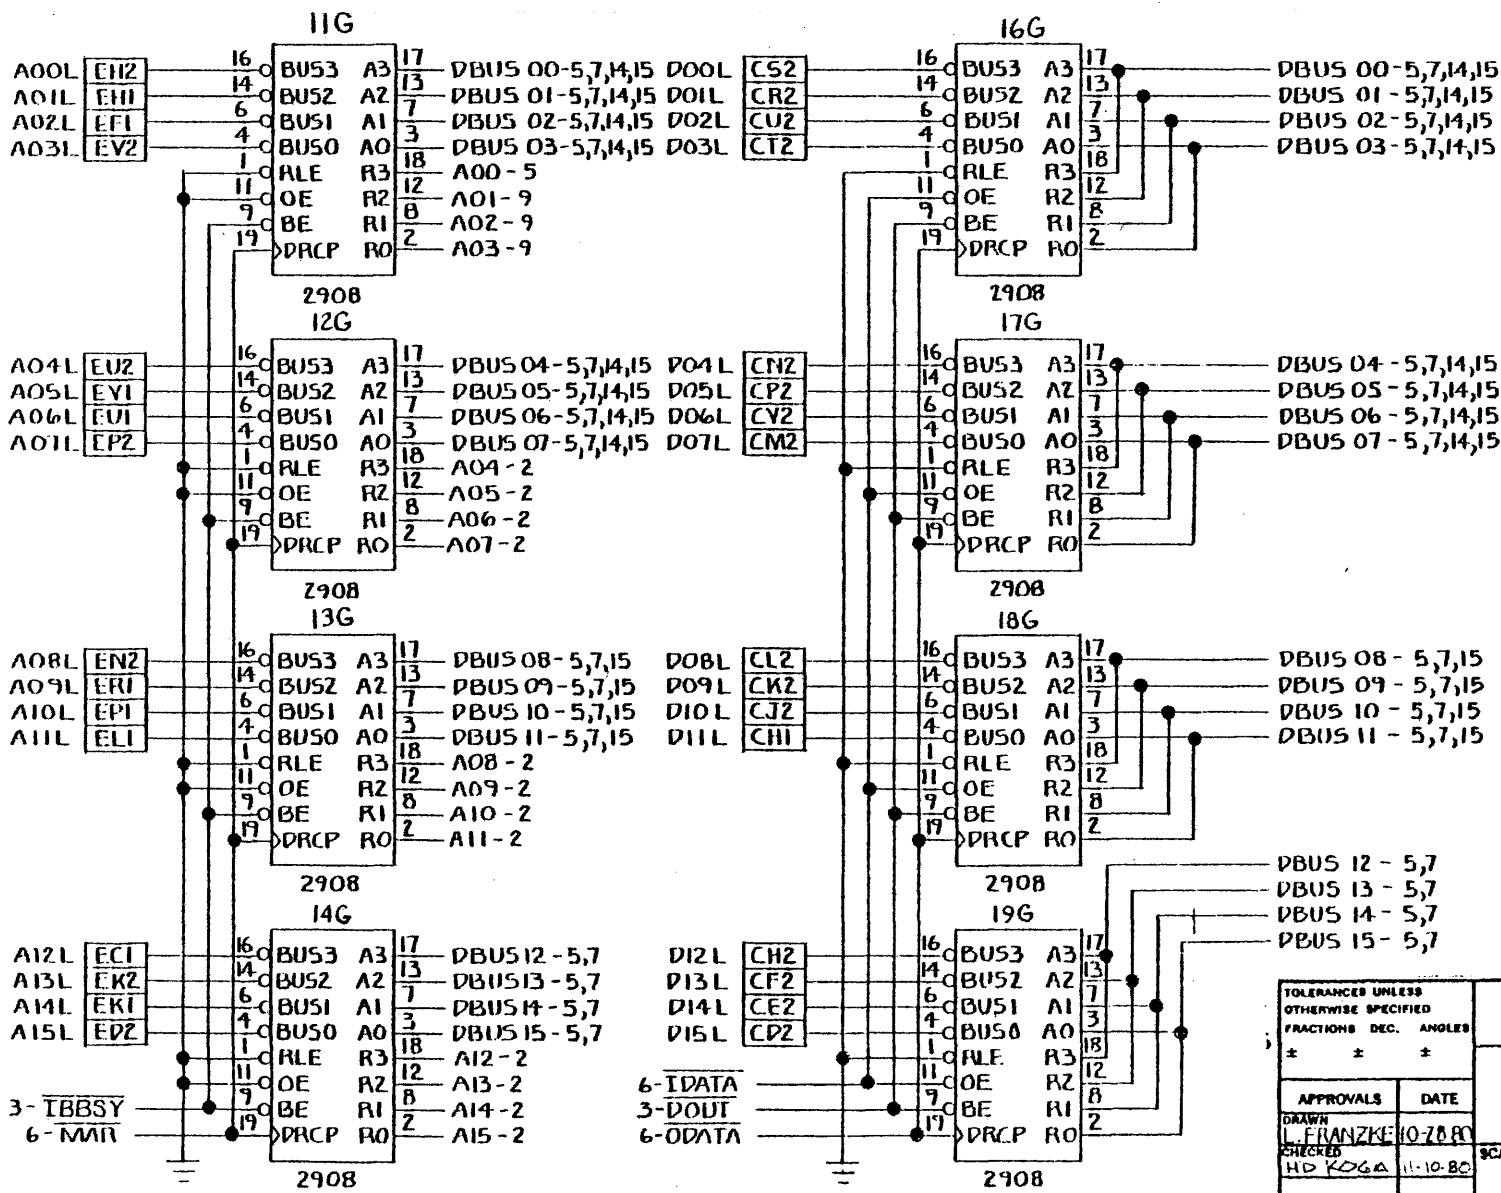 11G
A00L EH2 16 BUS3 A3 17 DBUS 00-5,7,14,15
A01L EH1 14 BUS2 A2 13 DBUS 01-5,7,14,15
A02L EF1 6 BUS1 A1 7 DBUS 02-5,7,14,15
A03L EV2 4 BUS0 A0 3 DBUS 03-5,7,14,15
1 RLE R3 18 A00-5
11 OE R2 12 A01-9
9 BE R1 8 A02-9
19 DRCP R0 2 A03-9
2908
12G
A04L EU2 16 BUS3 A3 17 DBUS 04-5,7,14,15
A05L EV1 14 BUS2 A2 13 DBUS 05-5,7,14,15
A06L EU1 6 BUS1 A1 7 DBUS 06-5,7,14,15
A07L EP2 4 BUS0 A0 3 DBUS 07-5,7,14,15
1 RLE R3 18 A04-2
11 OE R2 12 A05-2
9 BE R1 8 A06-2
19 DRCP R0 2 A07-2
2908
13G
A08L EN2 16 BUS3 A3 17 DBUS 08-5,7,15
A09L ER1 14 BUS2 A2 13 DBUS 09-5,7,15
A10L EP1 6 BUS1 A1 7 DBUS 10-5,7,15
A11L EL1 4 BUS0 A0 3 DBUS 11-5,7,15
1 RLE R3 18 A08-2
11 OE R2 12 A09-2
9 BE R1 8 A10-2
19 DRCP R0 2 A11-2
2908
14G
A12L EC1 16 BUS3 A3 17 DBUS12-5,7
A13L EK2 14 BUS2 A2 13 DBUS13-5,7
A14L EK1 6 BUS1 A1 7 DBUS14-5,7
A15L ED2 4 BUS0 A0 3 DBUS15-5,7
1 RLE R3 18 A12-2
11 OE R2 12 A13-2
3-IBBSY 9 BE R1 8 A14-2
6-MAR 19 DRCP R0 2 A15-2
2908
16G
D00L CS2 16 BUS3 A3 17 DBUS 00-5,7,14,15
D01L CR2 14 BUS2 A2 13 DBUS 01-5,7,14,15
D02L CU2 6 BUS1 A1 7 DBUS 02-5,7,14,15
D03L CT2 4 BUS0 A0 3 DBUS 03-5,7,14,15
1 RLE R3 18
11 OE R2 12
9 BE R1 8
19 DRCP R0 2
2908
17G
D04L CN2 16 BUS3 A3 17 DBUS 04-5,7,14,15
D05L CP2 14 BUS2 A2 13 DBUS 05-5,7,14,15
D06L CV2 6 BUS1 A1 7 DBUS 06-5,7,14,15
D07L CM2 4 BUS0 A0 3 DBUS 07-5,7,14,15
1 RLE R3 18
11 OE R2 12
9 BE R1 8
19 DRCP R0 2
2908
18G
D08L CL2 16 BUS3 A3 17 DBUS 08-5,7,15
D09L CK2 14 BUS2 A2 13 DBUS 09-5,7,15
D10L CJ2 6 BUS1 A1 7 DBUS 10-5,7,15
D11L CH1 4 BUS0 A0 3 DBUS 11-5,7,15
1 RLE R3 18
11 OE R2 12
9 BE R1 8
19 DRCP R0 2
2908
DBUS 12-5,7
DBUS 13-5,7
DBUS 14-5,7
DBUS 15-5,7
19G
D12L CH2 16 BUS3 A3 17
D13L CF2 14 BUS2 A2 13
D14L CE2 6 BUS1 A1 7
D15L CD2 4 BUS0 A0 3
1 RLE R3 18
6-IDATA 11 OE R2 12
3-DOUT 9 BE R1 8
6-ODATA 19 DRCP R0 2
2908
TOLERANCES UNLESS
OTHERWISE SPECIFIED
FRACTIONS DEC. ANGLES
± ± ±
APPROVALS DATE
DRAWN
L. FRANZKE 10-28-80
CHECKED
HD KOGA 11-10-80